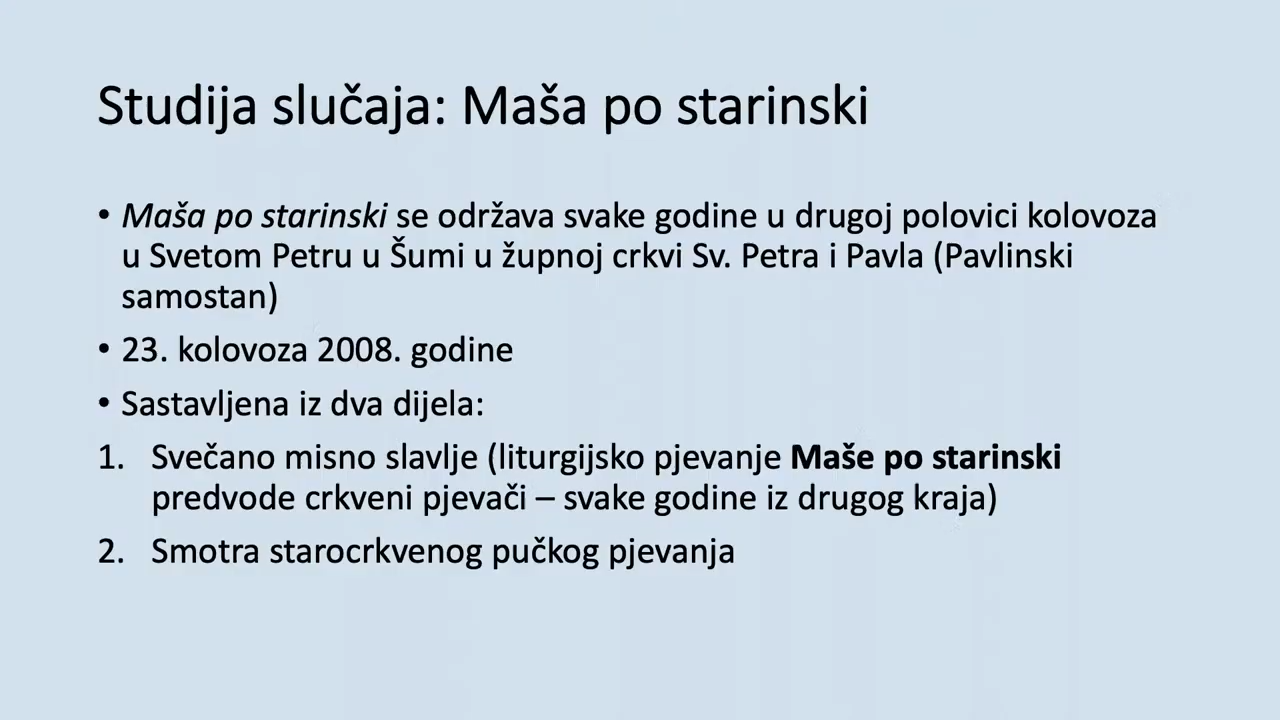 Studija slučaja: Maša po starinski
• Maša po starinski se održava svake godine u drugoj polovici kolovoza
u Svetom Petru u Šumi u župnoj crkvi Sv. Petra i Pavla (Pavlinski
samostan)
• 23. kolovoza 2008. godine
• Sastavljena iz dva dijela:
1. Svečano misno slavlje (liturgijsko pjevanje Maše po starinski
predvode crkveni pjevači – svake godine iz drugog kraja)
2. Smotra starocrkvenog pučkog pjevanja